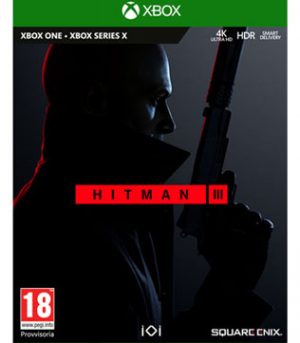 XBOX
XBOX ONE - XBOX SERIES X
4K
ULTRA HD
HDR
SMART
DELIVERY
HITMAN III
18
www.pegi.info
Provvisoria
IOI
SQUARE ENIX.